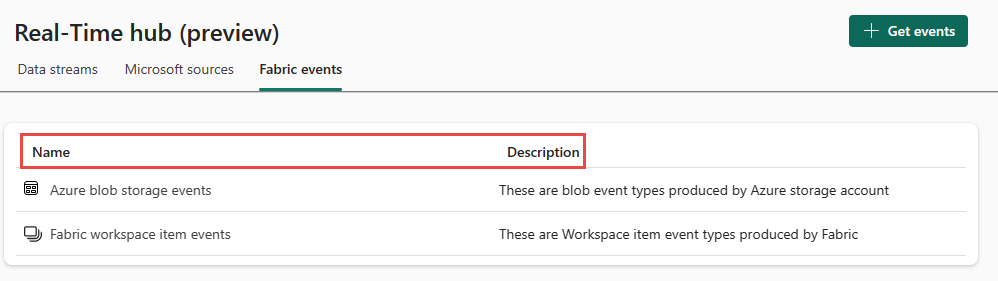 Real-Time hub (preview)
Get events
Data streams Microsoft sources Fabric events
Name Description
Azure blob storage events These are blob event types produced by Azure storage account
Fabric workspace item events These are Workspace item event types produced by Fabric